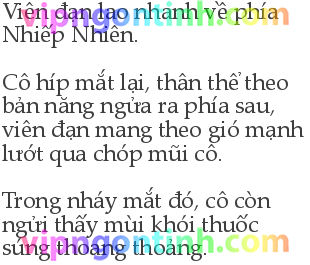 Viên đạn lao nhanh về phía
Nhiếp Nhiên.
Cô híp mắt lại, thân thể theo
bản năng ngửa ra phía sau,
viên đạn mang theo gió mạnh
lướt qua chóp mũi cô.
Trong nháy mắt đó, cô còn
ngửi thấy mùi khói thuốc
súng thoang thoảng.
vipngontinh.com
vipngontinh.com